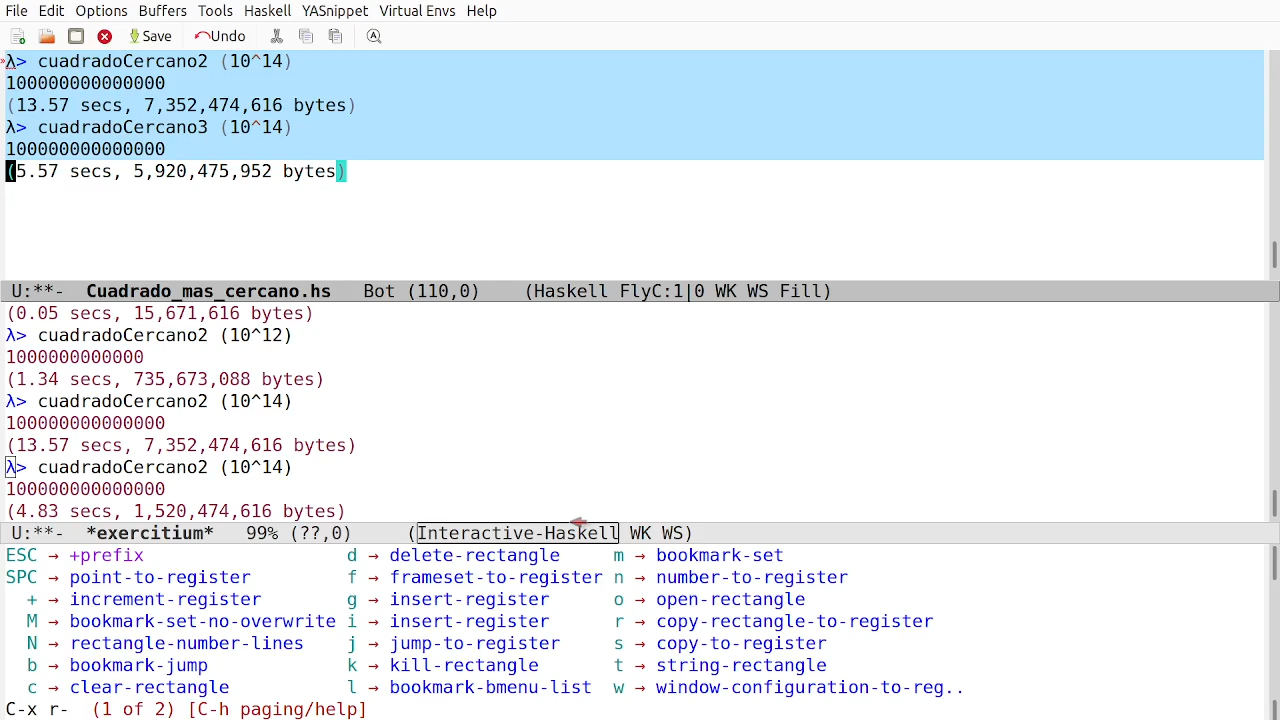 File Edit Options Buffers Tools Haskell YASnippet Virtual Envs Help
Save Undo
λ> cuadradoCercano2 (10^14)
100000000000000
(13.57 secs, 7,352,474,616 bytes)
λ> cuadradoCercano3 (10^14)
100000000000000
(5.57 secs, 5,920,475,952 bytes)
U:**- Cuadrado_mas_cercano.hs Bot (110,0) (Haskell FlyC:1|0 WK WS Fill)
(0.05 secs, 15,671,616 bytes)
λ> cuadradoCercano2 (10^12)
1000000000000
(1.34 secs, 735,673,088 bytes)
λ> cuadradoCercano2 (10^14)
100000000000000
(13.57 secs, 7,352,474,616 bytes)
λ> cuadradoCercano2 (10^14)
100000000000000
(4.83 secs, 1,520,474,616 bytes)
U:**- *exercitium* 99% (??,0) (Interactive-Haskell WK WS)
ESC → +prefix d → delete-rectangle m → bookmark-set
SPC → point-to-register f → frameset-to-register n → number-to-register
+ → increment-register g → insert-register o → open-rectangle
M → bookmark-set-no-overwrite i → insert-register r → copy-rectangle-to-register
N → rectangle-number-lines j → jump-to-register s → copy-to-register
b → bookmark-jump k → kill-rectangle t → string-rectangle
c → clear-rectangle l → bookmark-bmenu-list w → window-configuration-to-reg..
C-x r- (1 of 2) [C-h paging/help]